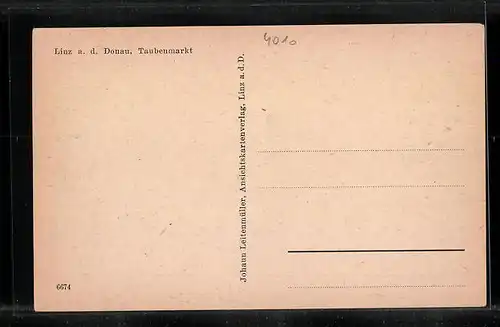 Linz a. d. Donau, Taubenmarkt
4010
Johann Leitenmüller, Ansichtskartenverlag, Linz a. d. D.
6674